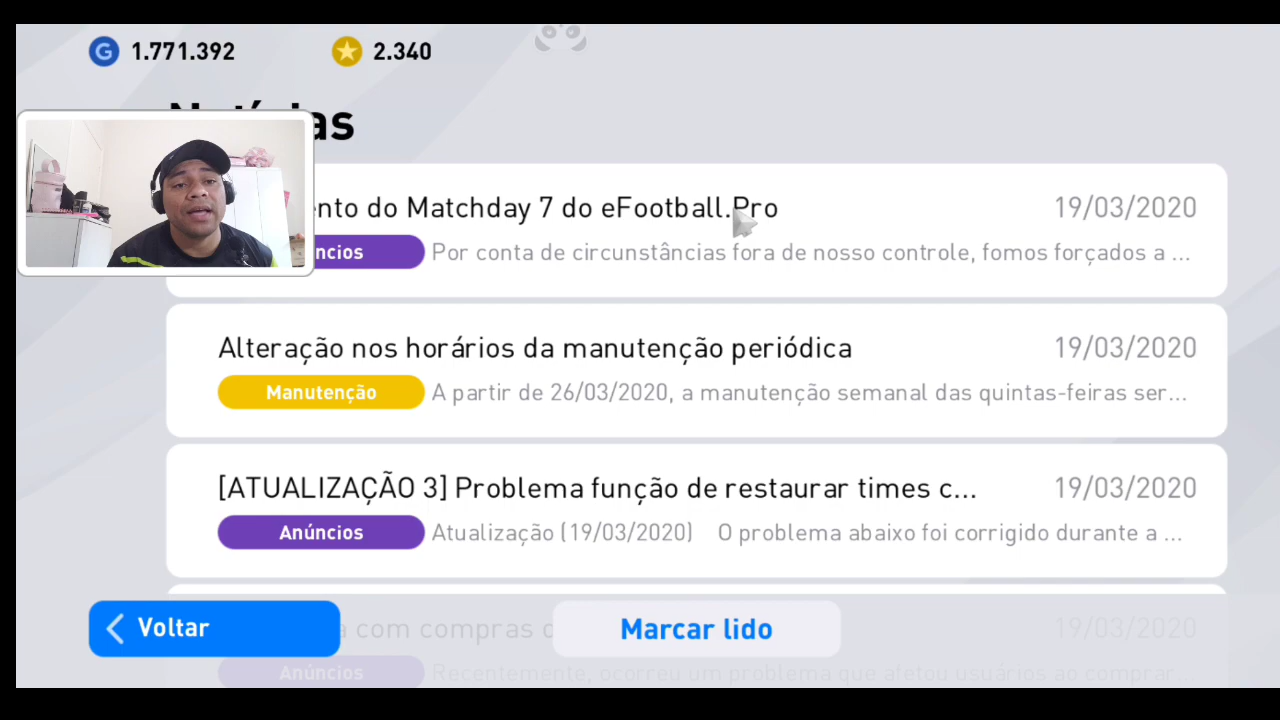 G 1.771.392 2.340
Notícias
ento do Matchday 7 do eFootball.Pro 19/03/2020
ncios Por conta de circunstâncias fora de nosso controle, fomos forçados a ...
Alteração nos horários da manutenção periódica 19/03/2020
Manutenção A partir de 26/03/2020, a manutenção semanal das quintas-feiras ser...
[ATUALIZAÇÃO 3] Problema função de restaurar times c... 19/03/2020
Anúncios Atualização (19/03/2020) O problema abaixo foi corrigido durante a ...
com compras 19/03/2020
Anúncios Recentemente, ocorreu um problema que afetou usuários ao comprar...
Voltar Marcar lido